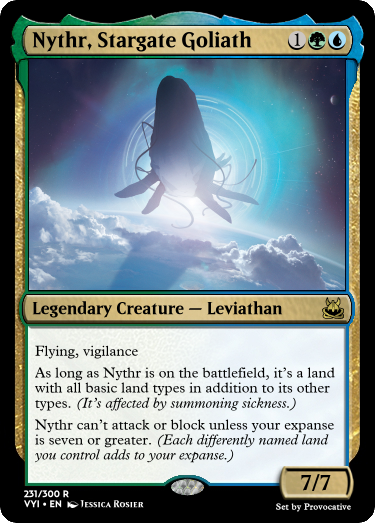 Nythr, Stargate Goliath 1
Legendary Creature — Leviathan
Flying, vigilance
As long as Nythr is on the battlefield, it's a land
with all basic land types in addition to its other
types. (It's affected by summoning sickness.)
Nythr can't attack or block unless your expanse
is seven or greater. (Each differently named land
you control adds to your expanse.)
7/7
231/300 R
VYI • EN Jessica Rosier
Set by Provocative